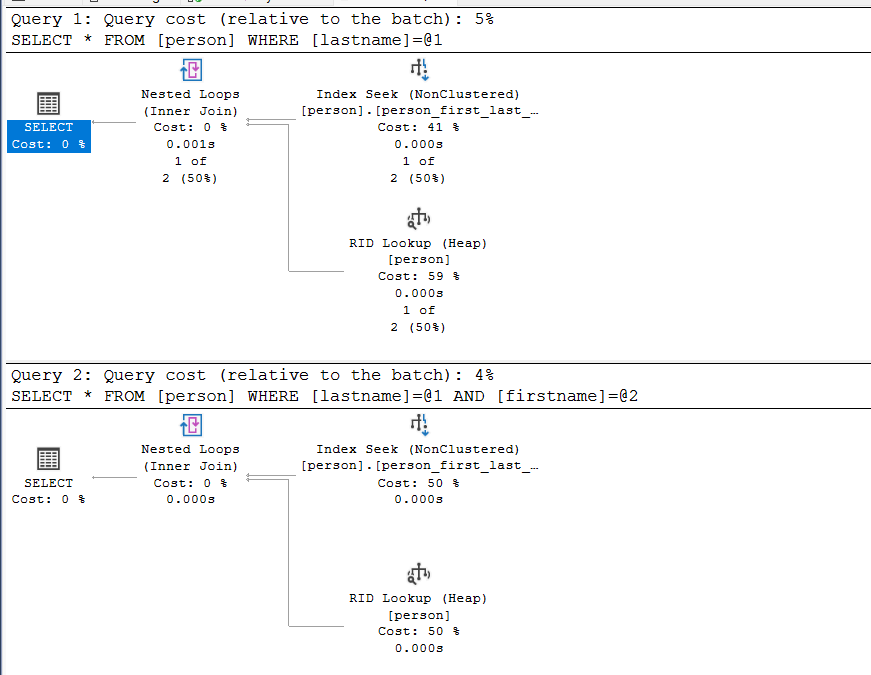 Query 1: Query cost (relative to the batch): 5%
SELECT * FROM [person] WHERE [lastname]=@1
SELECT
Cost: 0 %
Nested Loops
(Inner Join)
Cost: 0 %
0.001s
1 of
2 (50%)
Index Seek (NonClustered)
[person].[person_first_last_…
Cost: 41 %
0.000s
1 of
2 (50%)
RID Lookup (Heap)
[person]
Cost: 59 %
0.000s
1 of
2 (50%)
Query 2: Query cost (relative to the batch): 4%
SELECT * FROM [person] WHERE [lastname]=@1 AND [firstname]=@2
SELECT
Cost: 0 %
Nested Loops
(Inner Join)
Cost: 0 %
0.000s
Index Seek (NonClustered)
[person].[person_first_last_…
Cost: 50 %
0.000s
RID Lookup (Heap)
[person]
Cost: 50 %
0.000s